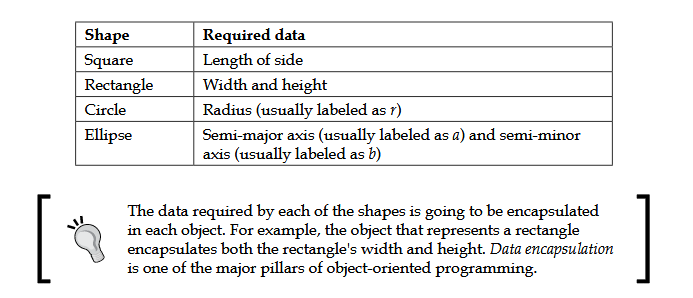 Shape Required data
Square Length of side
Rectangle Width and height
Circle Radius (usually labeled as r)
Ellipse Semi-major axis (usually labeled as a) and semi-minor
axis (usually labeled as b)
The data required by each of the shapes is going to be encapsulated
in each object. For example, the object that represents a rectangle
encapsulates both the rectangle's width and height. Data encapsulation
is one of the major pillars of object-oriented programming.